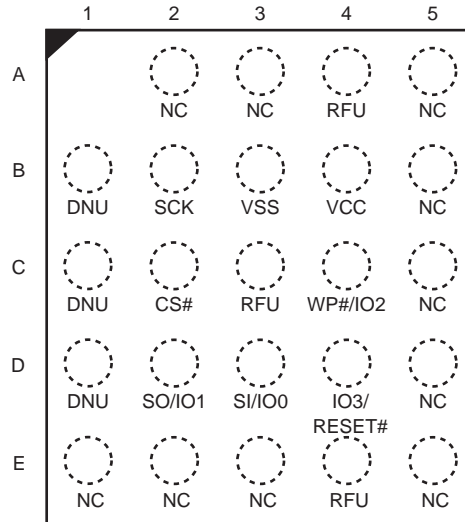 1 2 3 4 5
A
NC NC RFU NC
B
DNU SCK VSS VCC NC
C
DNU CS# RFU WP#/IO2 NC
D
DNU SO/IO1 SI/IO0 IO3/ NC
RESET#
E
NC NC NC RFU NC